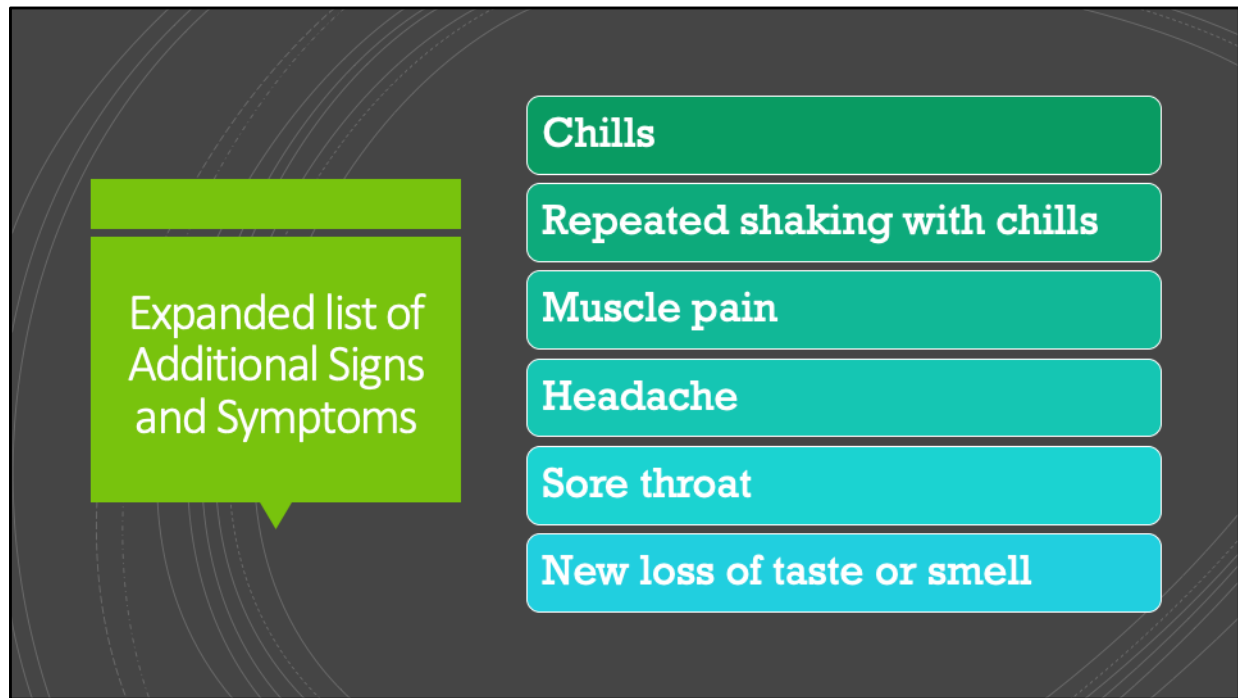 Expanded list of
Additional Signs
and Symptoms
Chills
Repeated shaking with chills
Muscle pain
Headache
Sore throat
New loss of taste or smell